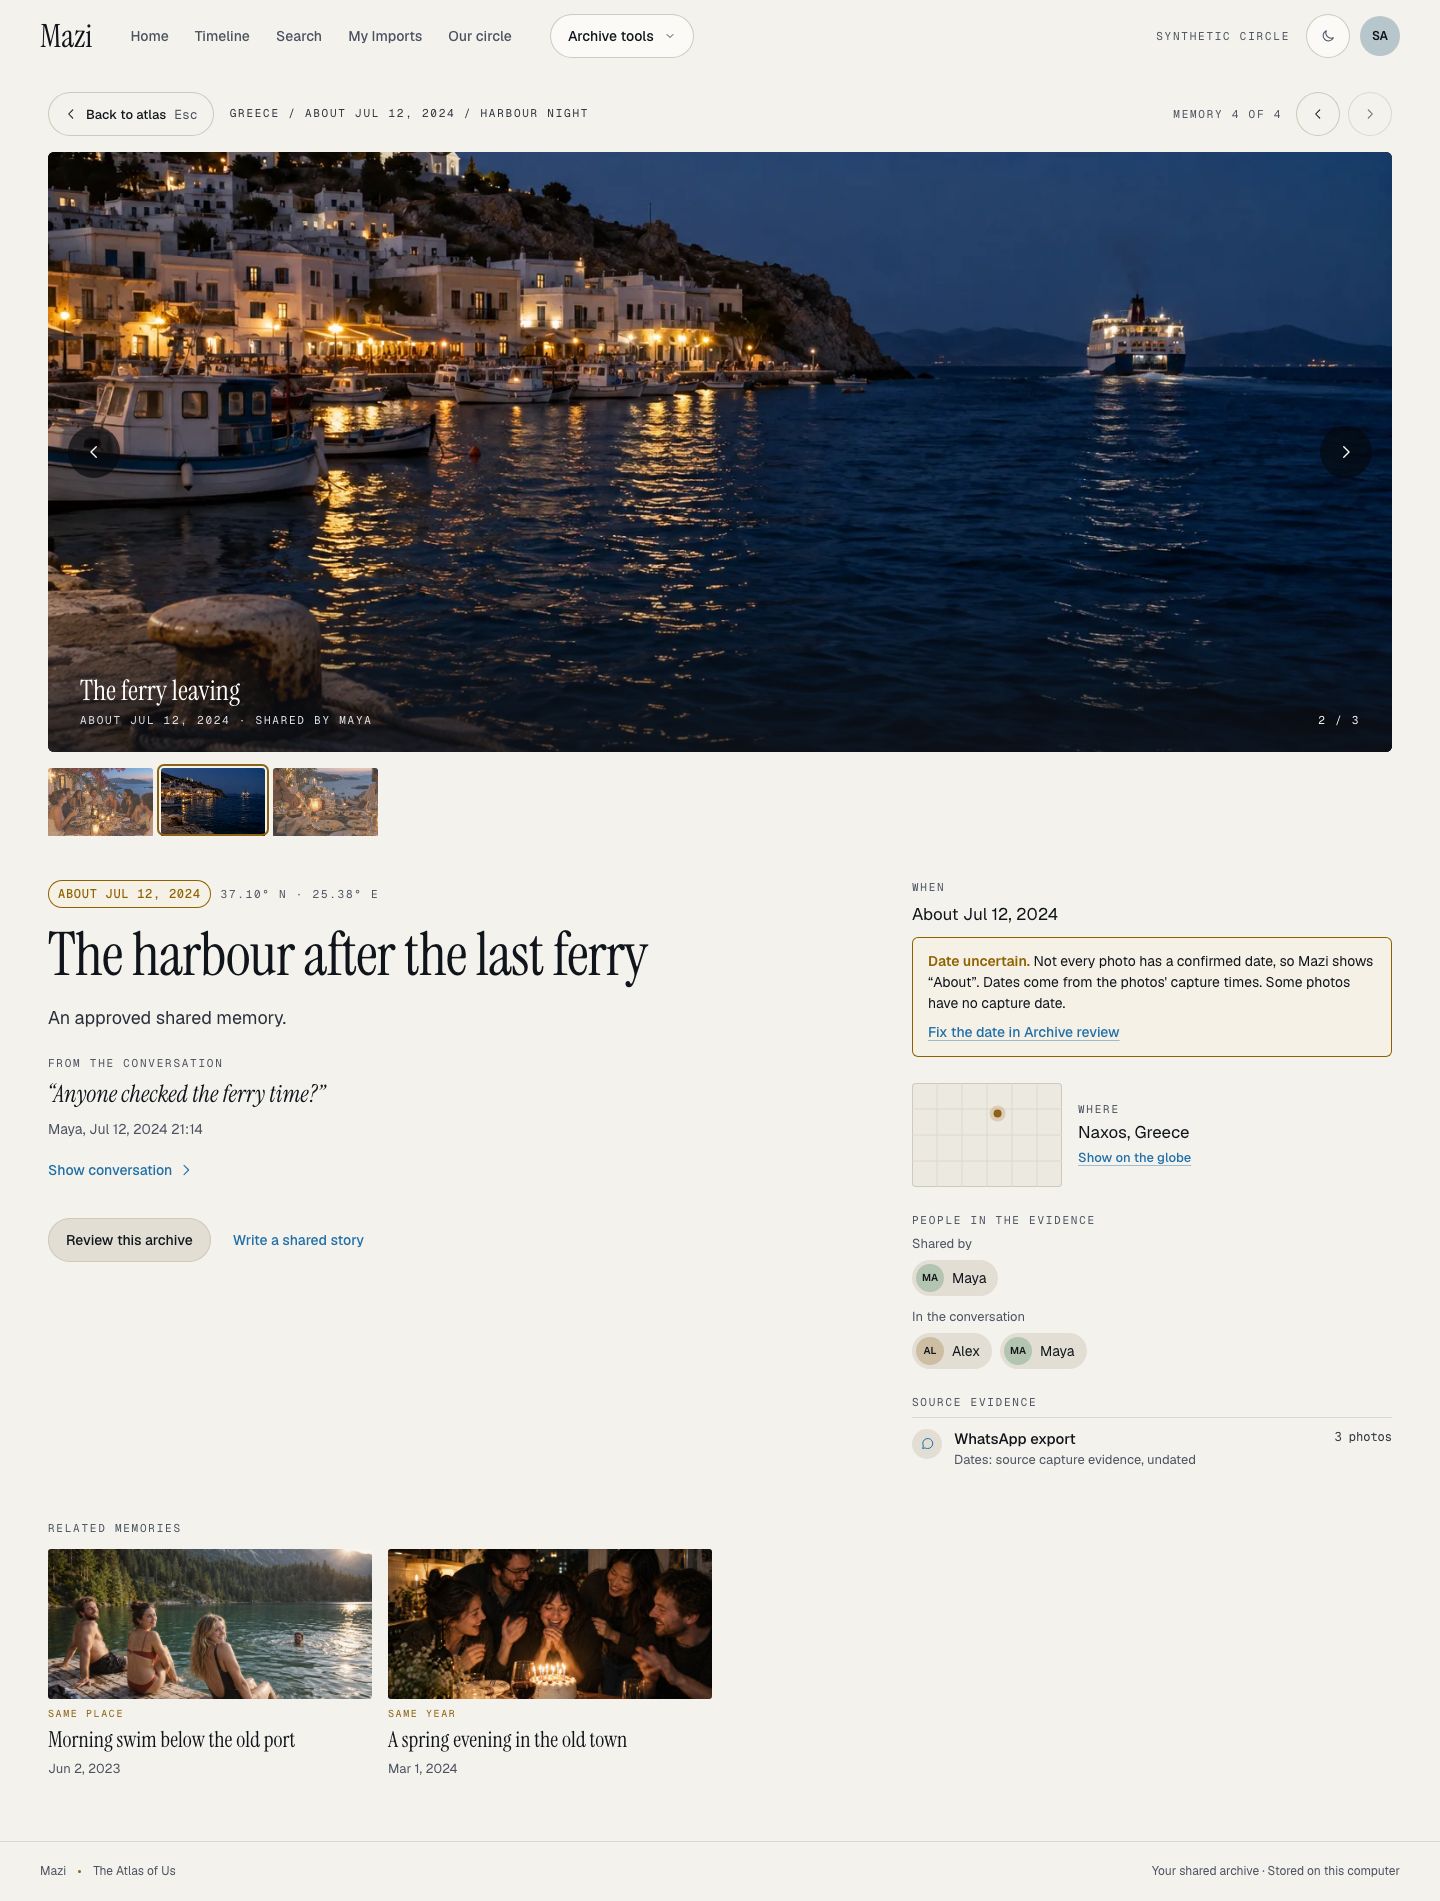 Mazi
Home
Timeline
Search
My Imports
Our circle
Archive tools
SYNTHETIC CIRCLE
SA
Back to atlas Esc
GREECE / ABOUT JUL 12, 2024 / HARBOUR NIGHT
MEMORY 4 OF 4
The ferry leaving
ABOUT JUL 12, 2024 · SHARED BY MAYA
2 / 3
ABOUT JUL 12, 2024
37.10° N · 25.38° E
The harbour after the last ferry
An approved shared memory.
FROM THE CONVERSATION
“Anyone checked the ferry time?”
Maya, Jul 12, 2024 21:14
Show conversation
Review this archive
Write a shared story
WHEN
About Jul 12, 2024
Date uncertain. Not every photo has a confirmed date, so Mazi shows
“About”. Dates come from the photos' capture times. Some photos
have no capture date.
Fix the date in Archive review
WHERE
Naxos, Greece
Show on the globe
PEOPLE IN THE EVIDENCE
Shared by
MA Maya
In the conversation
AL Alex
MA Maya
SOURCE EVIDENCE
WhatsApp export
3 photos
Dates: source capture evidence, undated
RELATED MEMORIES
SAME PLACE
Morning swim below the old port
Jun 2, 2023
SAME YEAR
A spring evening in the old town
Mar 1, 2024
Mazi • The Atlas of Us
Your shared archive · Stored on this computer